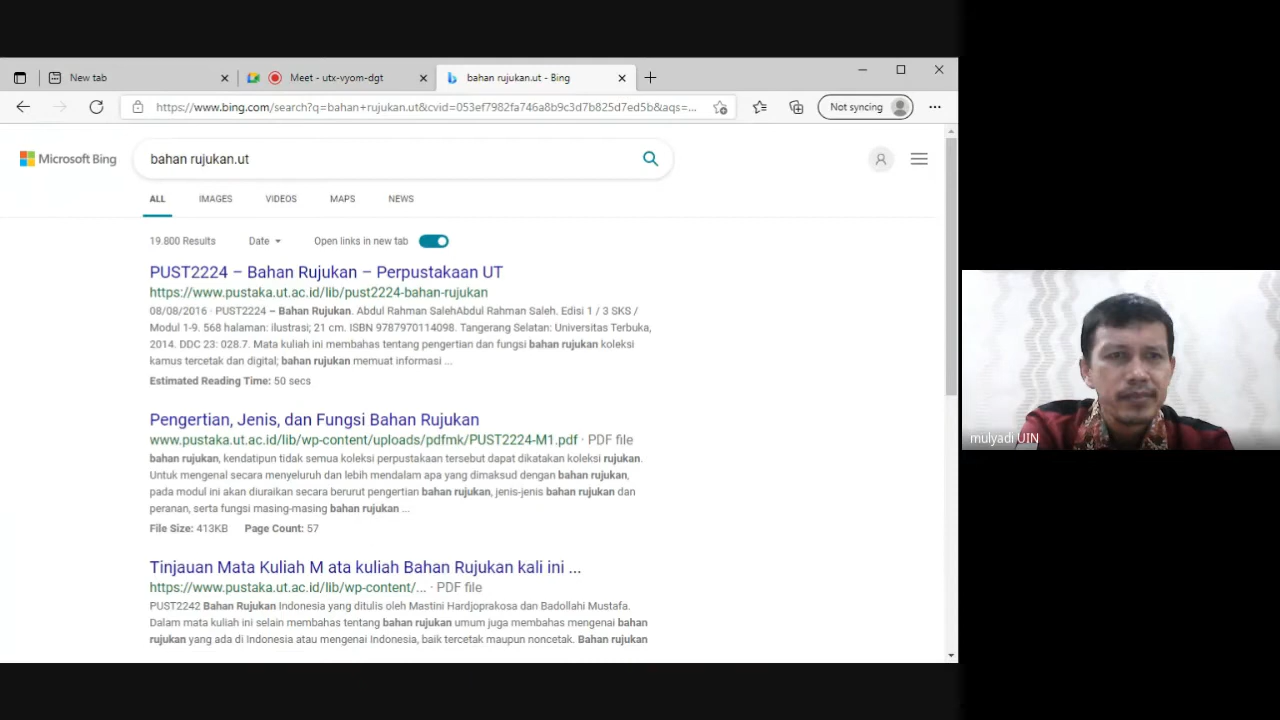 New tab
Meet - utx-vyom-dgt
bahan rujukan.ut - Bing
https://www.bing.com/search?q=bahan+rujukan.ut&cvid=053ef7982fa746a8b9c3d7b825d7ed5b&aqs=...
Not syncing
Microsoft Bing
bahan rujukan.ut
ALL IMAGES VIDEOS MAPS NEWS
19.800 Results Date Open links in new tab
PUST2224 – Bahan Rujukan – Perpustakaan UT
https://www.pustaka.ut.ac.id/lib/pust2224-bahan-rujukan
08/08/2016 · PUST2224 – Bahan Rujukan. Abdul Rahman SalehAbdul Rahman Saleh. Edisi 1 / 3 SKS /
Modul 1-9. 568 halaman: ilustrasi; 21 cm. ISBN 9787970114098. Tangerang Selatan: Universitas Terbuka,
2014. DDC 23: 028.7. Mata kuliah ini membahas tentang pengertian dan fungsi bahan rujukan koleksi
kamus tercetak dan digital; bahan rujukan memuat informasi ...
Estimated Reading Time: 50 secs
Pengertian, Jenis, dan Fungsi Bahan Rujukan
www.pustaka.ut.ac.id/lib/wp-content/uploads/pdfmk/PUST2224-M1.pdf · PDF file
bahan rujukan, kendatipun tidak semua koleksi perpustakaan tersebut dapat dikatakan koleksi rujukan.
Untuk mengenal secara menyeluruh dan lebih mendalam apa yang dimaksud dengan bahan rujukan,
pada modul ini akan diuraikan secara berurut pengertian bahan rujukan, jenis-jenis bahan rujukan dan
peranan, serta fungsi masing-masing bahan rujukan ...
File Size: 413KB Page Count: 57
Tinjauan Mata Kuliah M ata kuliah Bahan Rujukan kali ini ...
https://www.pustaka.ut.ac.id/lib/wp-content/... · PDF file
PUST2242 Bahan Rujukan Indonesia yang ditulis oleh Mastini Hardjoprakosa dan Badollahi Mustafa.
Dalam mata kuliah ini selain membahas tentang bahan rujukan umum juga membahas mengenai bahan
rujukan yang ada di Indonesia atau mengenai Indonesia, baik tercetak maupun noncetak. Bahan rujukan
mulyadi UIN